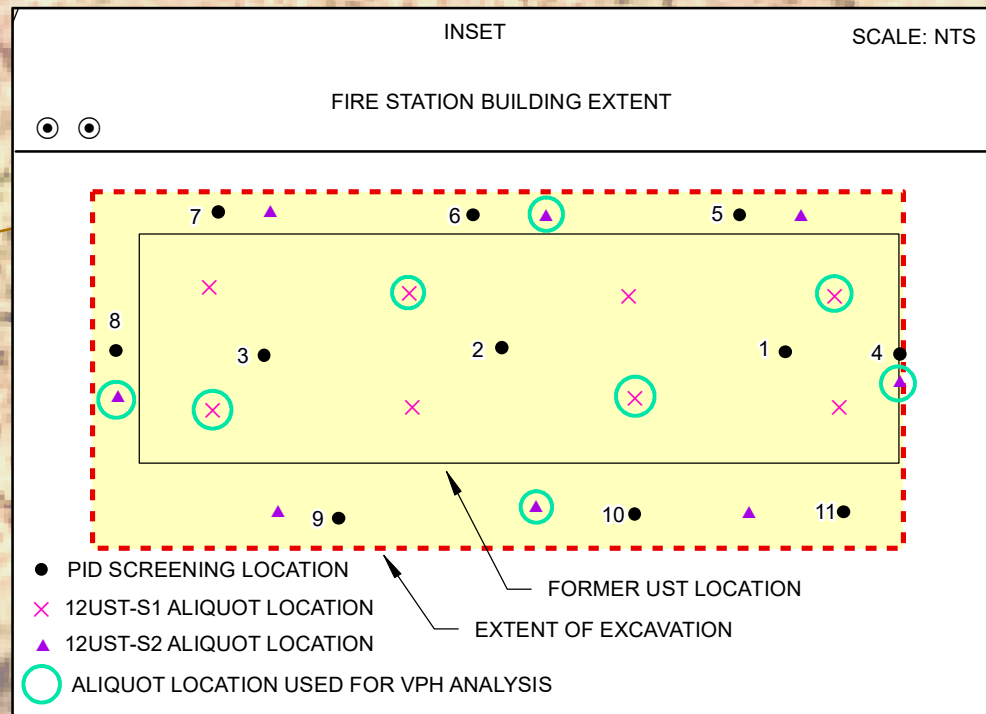 INSET
SCALE: NTS
FIRE STATION BUILDING EXTENT
7
6
5
8
3
2
1
4
9
10
11
PID SCREENING LOCATION
12UST-S1 ALIQUOT LOCATION
FORMER UST LOCATION
12UST-S2 ALIQUOT LOCATION
EXTENT OF EXCAVATION
ALIQUOT LOCATION USED FOR VPH ANALYSIS